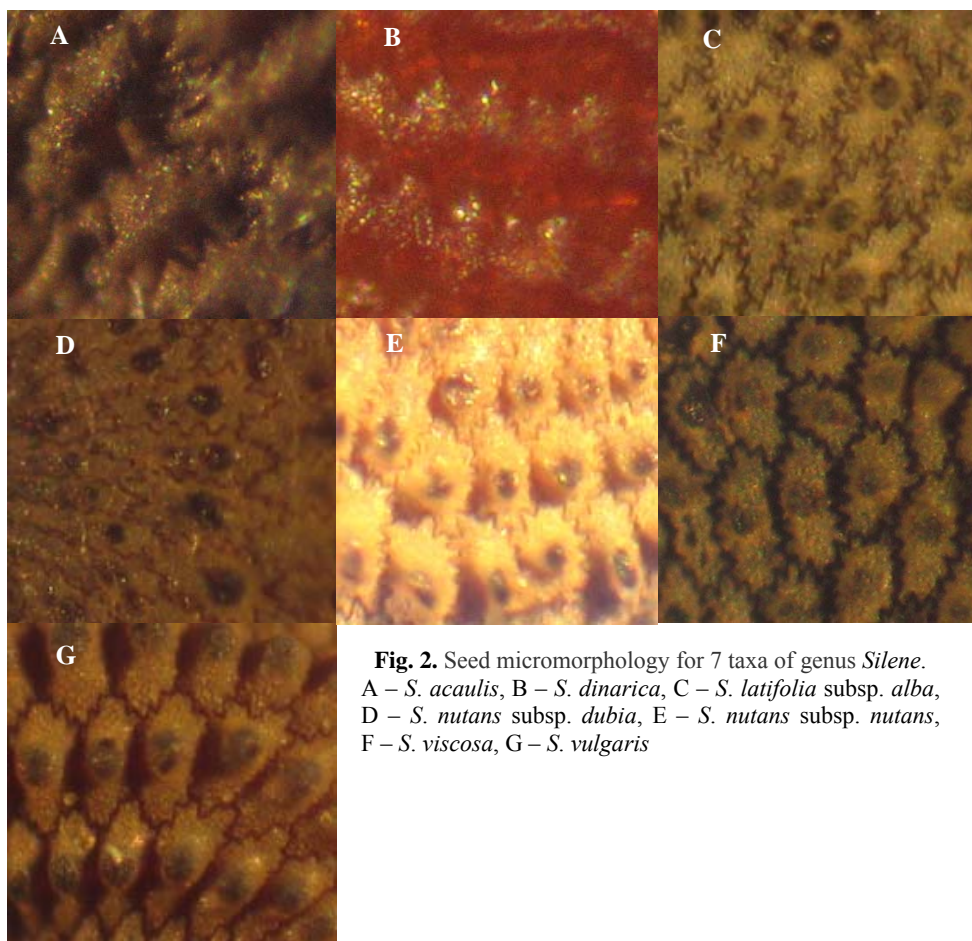 A
B
C
D
E
F
G
Fig. 2. Seed micromorphology for 7 taxa of genus Silene.
A – S. acaulis, B – S. dinarica, C – S. latifolia subsp. alba,
D – S. nutans subsp. dubia, E – S. nutans subsp. nutans,
F – S. viscosa, G – S. vulgaris